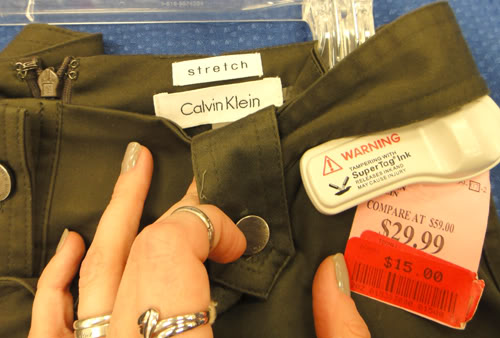 stretch
Calvin Klein
WARNING
TAMPERING WITH
SuperTag Ink
RELEASES INK AND
MAY CAUSE INJURY
COMPARE AT $59.00
$29.99
$15.00